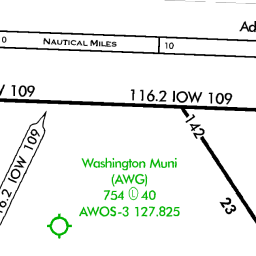 Ad
0 NAUTICAL MILES 10
V 109 116.2 IOW 109
142
16.2 IOW 109
Washington Muni
(AWG)
754 Ⓛ 40
AWOS-3 127.825
23